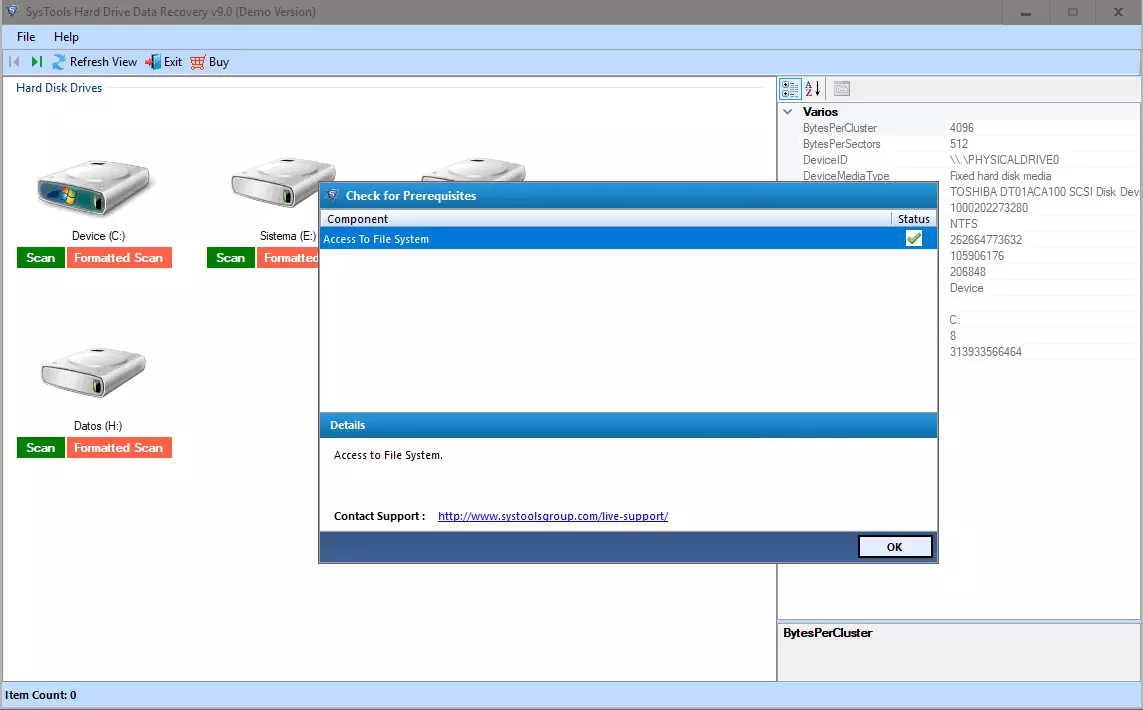 SysTools Hard Drive Data Recovery v9.0 (Demo Version)
File Help
Refresh View Exit Buy
Hard Disk Drives
Device (C:)
Scan Formatted Scan
Sistema (E:)
Scan Formatted
Datos (H:)
Scan Formatted Scan
Check for Prerequisites
Component Status
Access To File System
Details
Access to File System.
Contact Support : http://www.systoolsgroup.com/live-support/
OK
Varios
BytesPerCluster 4096
BytesPerSectors 512
DeviceID \\.\PHYSICALDRIVE0
DeviceMediaType Fixed hard disk media
TOSHIBA DT01ACA100 SCSI Disk Dev
1000202273280
NTFS
262664773632
105906176
206848
Device
C:
8
313933566464
BytesPerCluster
Item Count: 0